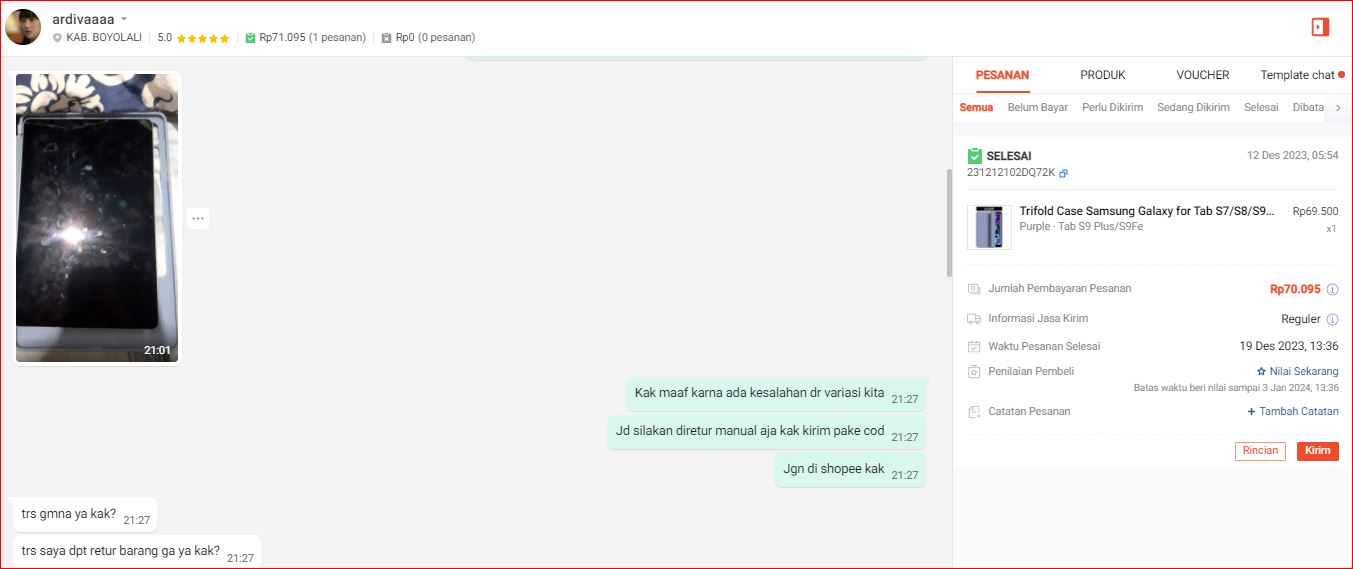 ardivaaaa
KAB. BOYOLALI 5.0 Rp71.095 (1 pesanan) Rp0 (0 pesanan)
21:01
Kak maaf karna ada kesalahan dr variasi kita 21:27
Jd silakan diretur manual aja kak kirim pake cod 21:27
Jgn di shopee kak 21:27
trs gmna ya kak? 21:27
trs saya dpt retur barang ga ya kak? 21:27
PESANAN PRODUK VOUCHER Template chat
Semua Belum Bayar Perlu Dikirim Sedang Dikirim Selesai Dibata
SELESAI 12 Des 2023, 05:54
231212102DQ72K
Trifold Case Samsung Galaxy for Tab S7/S8/S9... Rp69.500
Purple · Tab S9 Plus/S9Fe x1
Jumlah Pembayaran Pesanan Rp70.095
Informasi Jasa Kirim Reguler
Waktu Pesanan Selesai 19 Des 2023, 13:36
Penilaian Pembeli Nilai Sekarang
Batas waktu beri nilai sampai 3 Jan 2024, 13:36
Catatan Pesanan + Tambah Catatan
Rincian Kirim